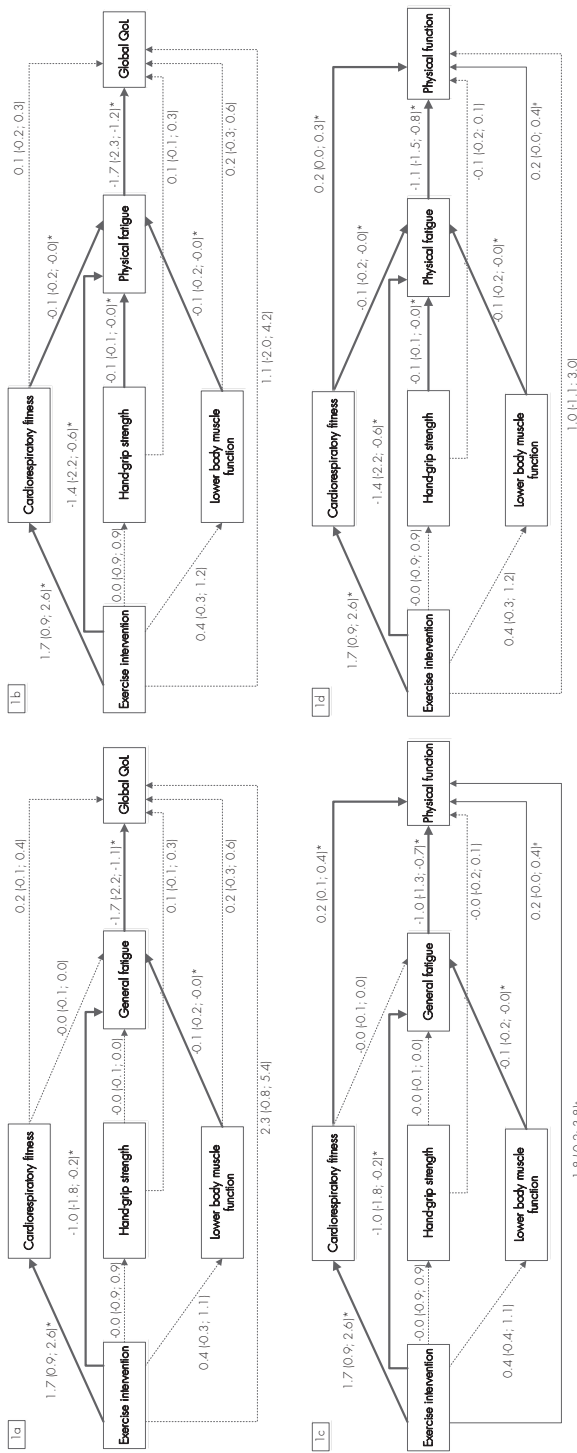 1a
Exercise intervention
Cardiorespiratory fitness
Hand-grip strength
Lower body muscle
function
General fatigue
Global QoL
1.7 [0.9; 2.6]*
-1.0 [-1.8; -0.2]*
-0.0 [-0.9; 0.9]
0.4 [-0.3; 1.1]
-0.0 [-0.1; 0.0]
-0.0 [-0.1; 0.0]
-0.1 [-0.2; -0.0]*
0.2 [-0.1; 0.4]
-1.7 [-2.2; -1.1]*
0.1 [-0.1; 0.3]
0.2 [-0.3; 0.6]
2.3 [-0.8; 5.4]
1b
Exercise intervention
Cardiorespiratory fitness
Hand-grip strength
Lower body muscle
function
Physical fatigue
Global QoL
1.7 [0.9; 2.6]*
-1.4 [-2.2; -0,6]*
0.0 [-0.9; 0.9]
0.4 [-0.3; 1.2]
-0.1 [-0.2; -0.0]*
-0.1 [-0.1; -0.0]*
-0.1 [-0.2; -0.0]*
0.1 [-0.2; 0.3]
-1.7 [-2.3; -1.2]*
0.1 [-0.1; 0.3]
0.2 [-0.3; 0.6]
1.1 [-2.0; 4.2]
1c
Exercise intervention
Cardiorespiratory fitness
Hand-grip strength
Lower body muscle
function
General fatigue
Physical function
1.7 [0.9; 2.6]*
-1.0 [-1.8; -0.2]*
-0.0 [-0.9; 0.9]
0.4 [-0.4; 1.1]
-0.0 [-0.1; 0.0]
-0.0 [-0.1; 0.0]
-0.1 [-0.2; -0.0]*
0.2 [0.1; 0.4]*
-1.0 [-1.3; -0.7]*
-0.0 [-0.2; 0.1]
0.2 [-0.0; 0.4]*
1d
Exercise intervention
Cardiorespiratory fitness
Hand-grip strength
Lower body muscle
function
Physical fatigue
Physical function
1.7 [0.9; 2.6]*
-1.4 [-2.2; -0.6]*
-0.0 [-0.9; 0.9]
0.4 [-0.3; 1.2]
-0.1 [-0.2; -0.0]*
-0.1 [-0.1; -0.0]*
-0.1 [-0.2; -0.0]*
0.2 [0.0; 0.3]*
-1.1 [-1.5; -0.8]*
-0.1 [-0.2; 0.1]
0.2 [-0.0; 0.4]*
1.0 [-1.1; 3.0]